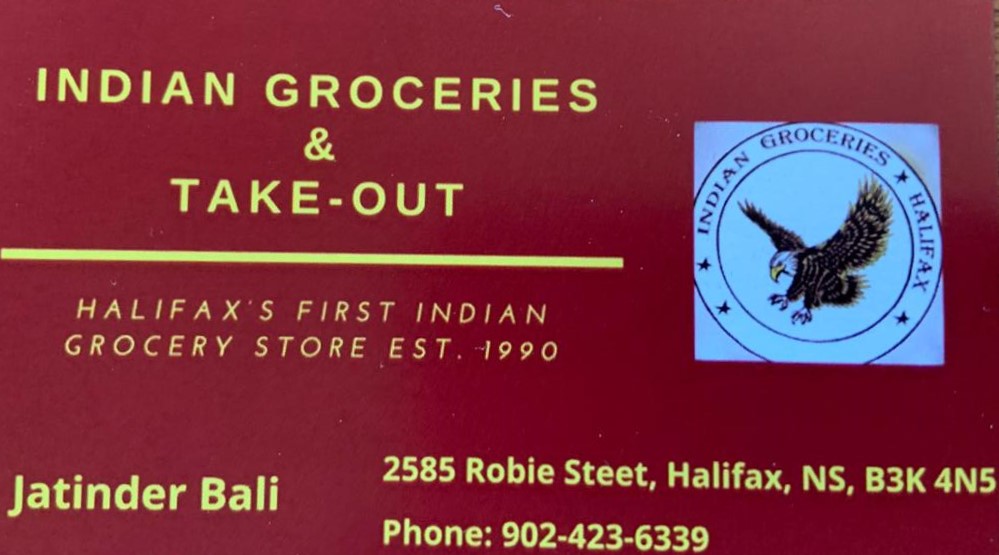 INDIAN GROCERIES
&
TAKE-OUT
HALIFAX'S FIRST INDIAN
GROCERY STORE EST. 1990
INDIAN GROCERIES ★ HALIFAX ★ ★ ★
Jatinder Bali
2585 Robie Steet, Halifax, NS, B3K 4N5
Phone: 902-423-6339